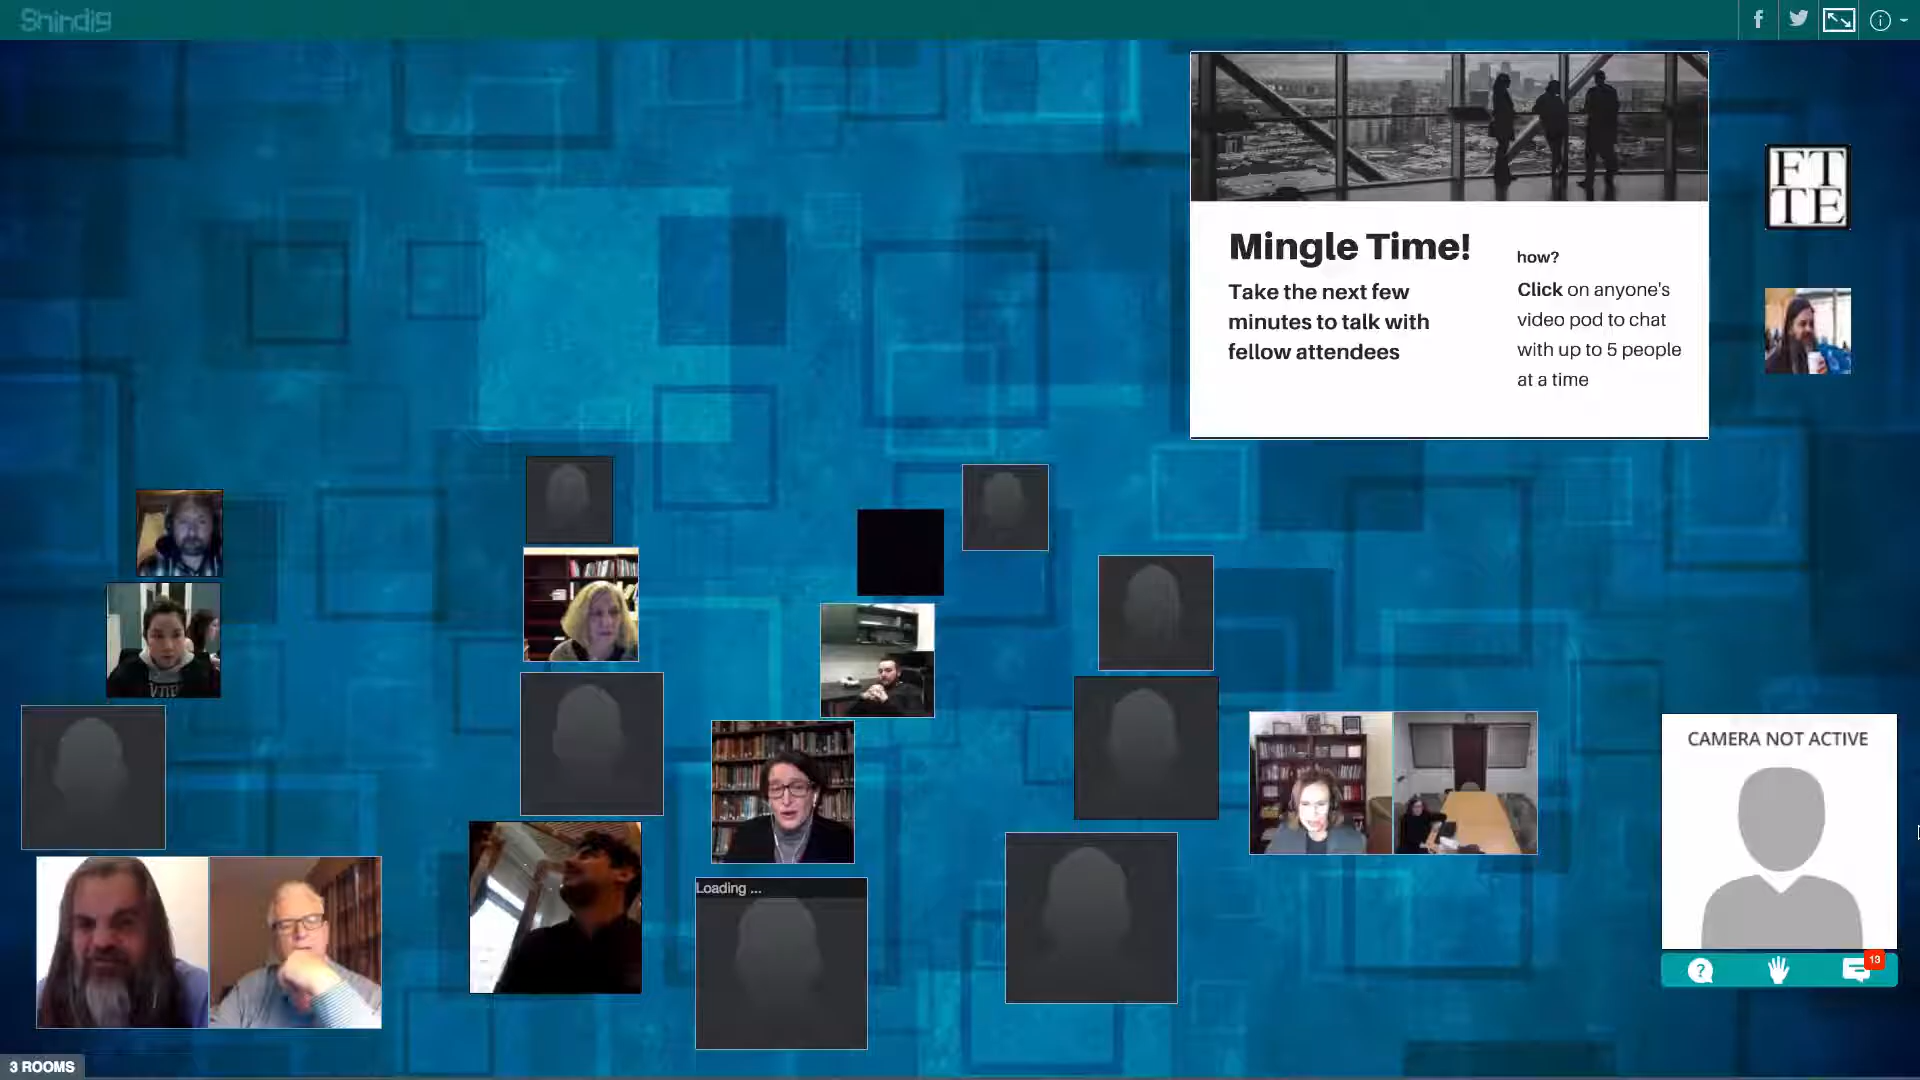 Shindig
Mingle Time!
Take the next few
minutes to talk with
fellow attendees
how?
Click on anyone's
video pod to chat
with up to 5 people
at a time
FT
TE
CAMERA NOT ACTIVE
Loading ...
13
3 ROOMS